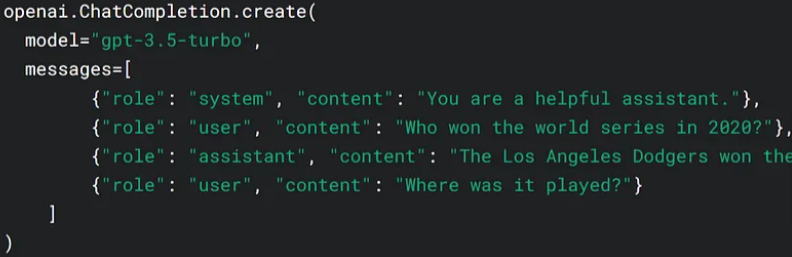 openai.ChatCompletion.create(
model="gpt-3.5-turbo",
messages=[
{"role": "system", "content": "You are a helpful assistant."},
{"role": "user", "content": "Who won the world series in 2020?"},
{"role": "assistant", "content": "The Los Angeles Dodgers won the
{"role": "user", "content": "Where was it played?"}
]
)